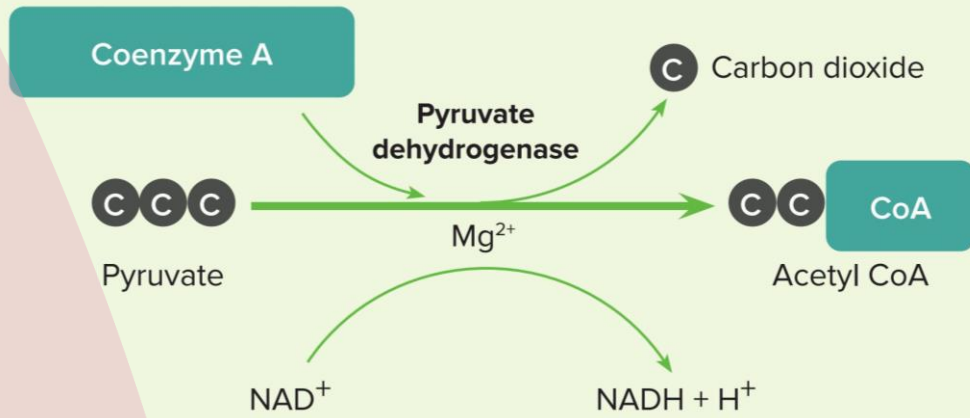 Coenzyme A
C Carbon dioxide
Pyruvate
dehydrogenase
C C C
C C CoA
Mg²⁺
Pyruvate
Acetyl CoA
NAD⁺
NADH + H⁺